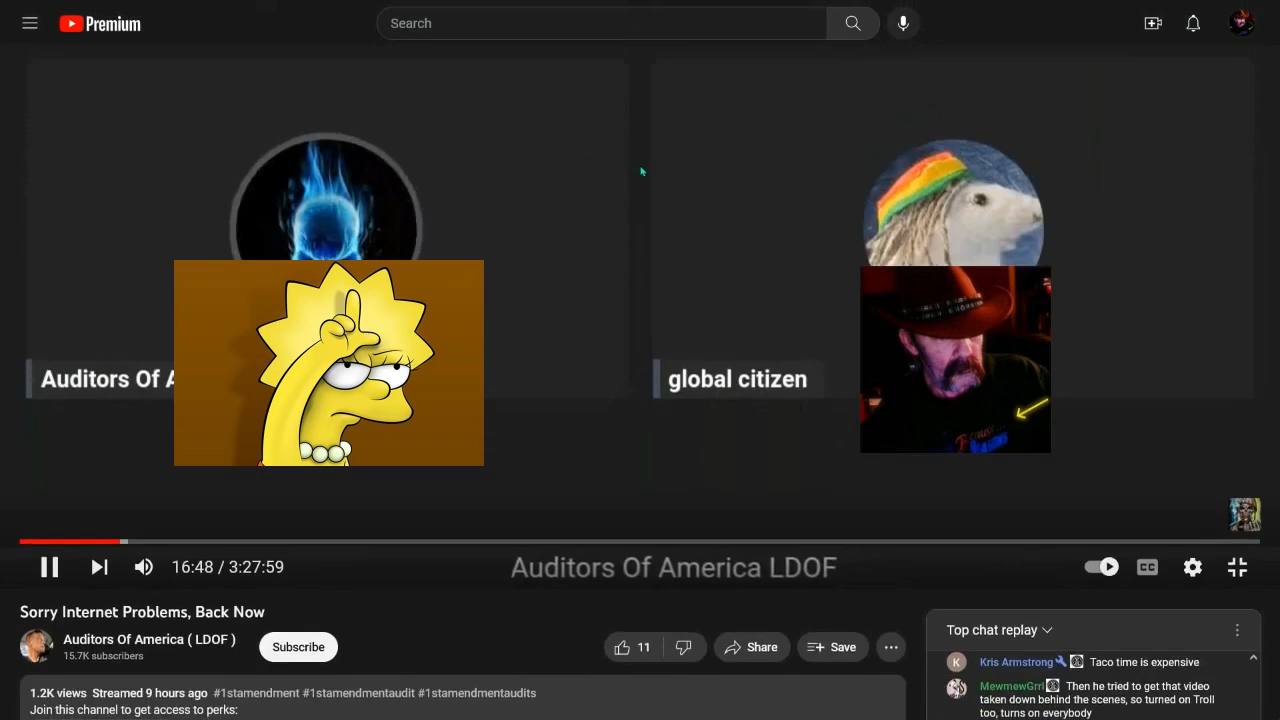 Premium
Search
Auditors Of A
global citizen
16:48 / 3:27:59
Auditors Of America LDOF
CC
Sorry Internet Problems, Back Now
Auditors Of America ( LDOF )
15.7K subscribers
Subscribe
11
Share
Save
Top chat replay
K
Kris Armstrong Taco time is expensive
MewmewGrrl Then he tried to get that video
taken down behind the scenes, so turned on Troll
too, turns on everybody
1.2K views Streamed 9 hours ago #1stamendment #1stamendmentaudit #1stamendmentaudits
Join this channel to get access to perks: